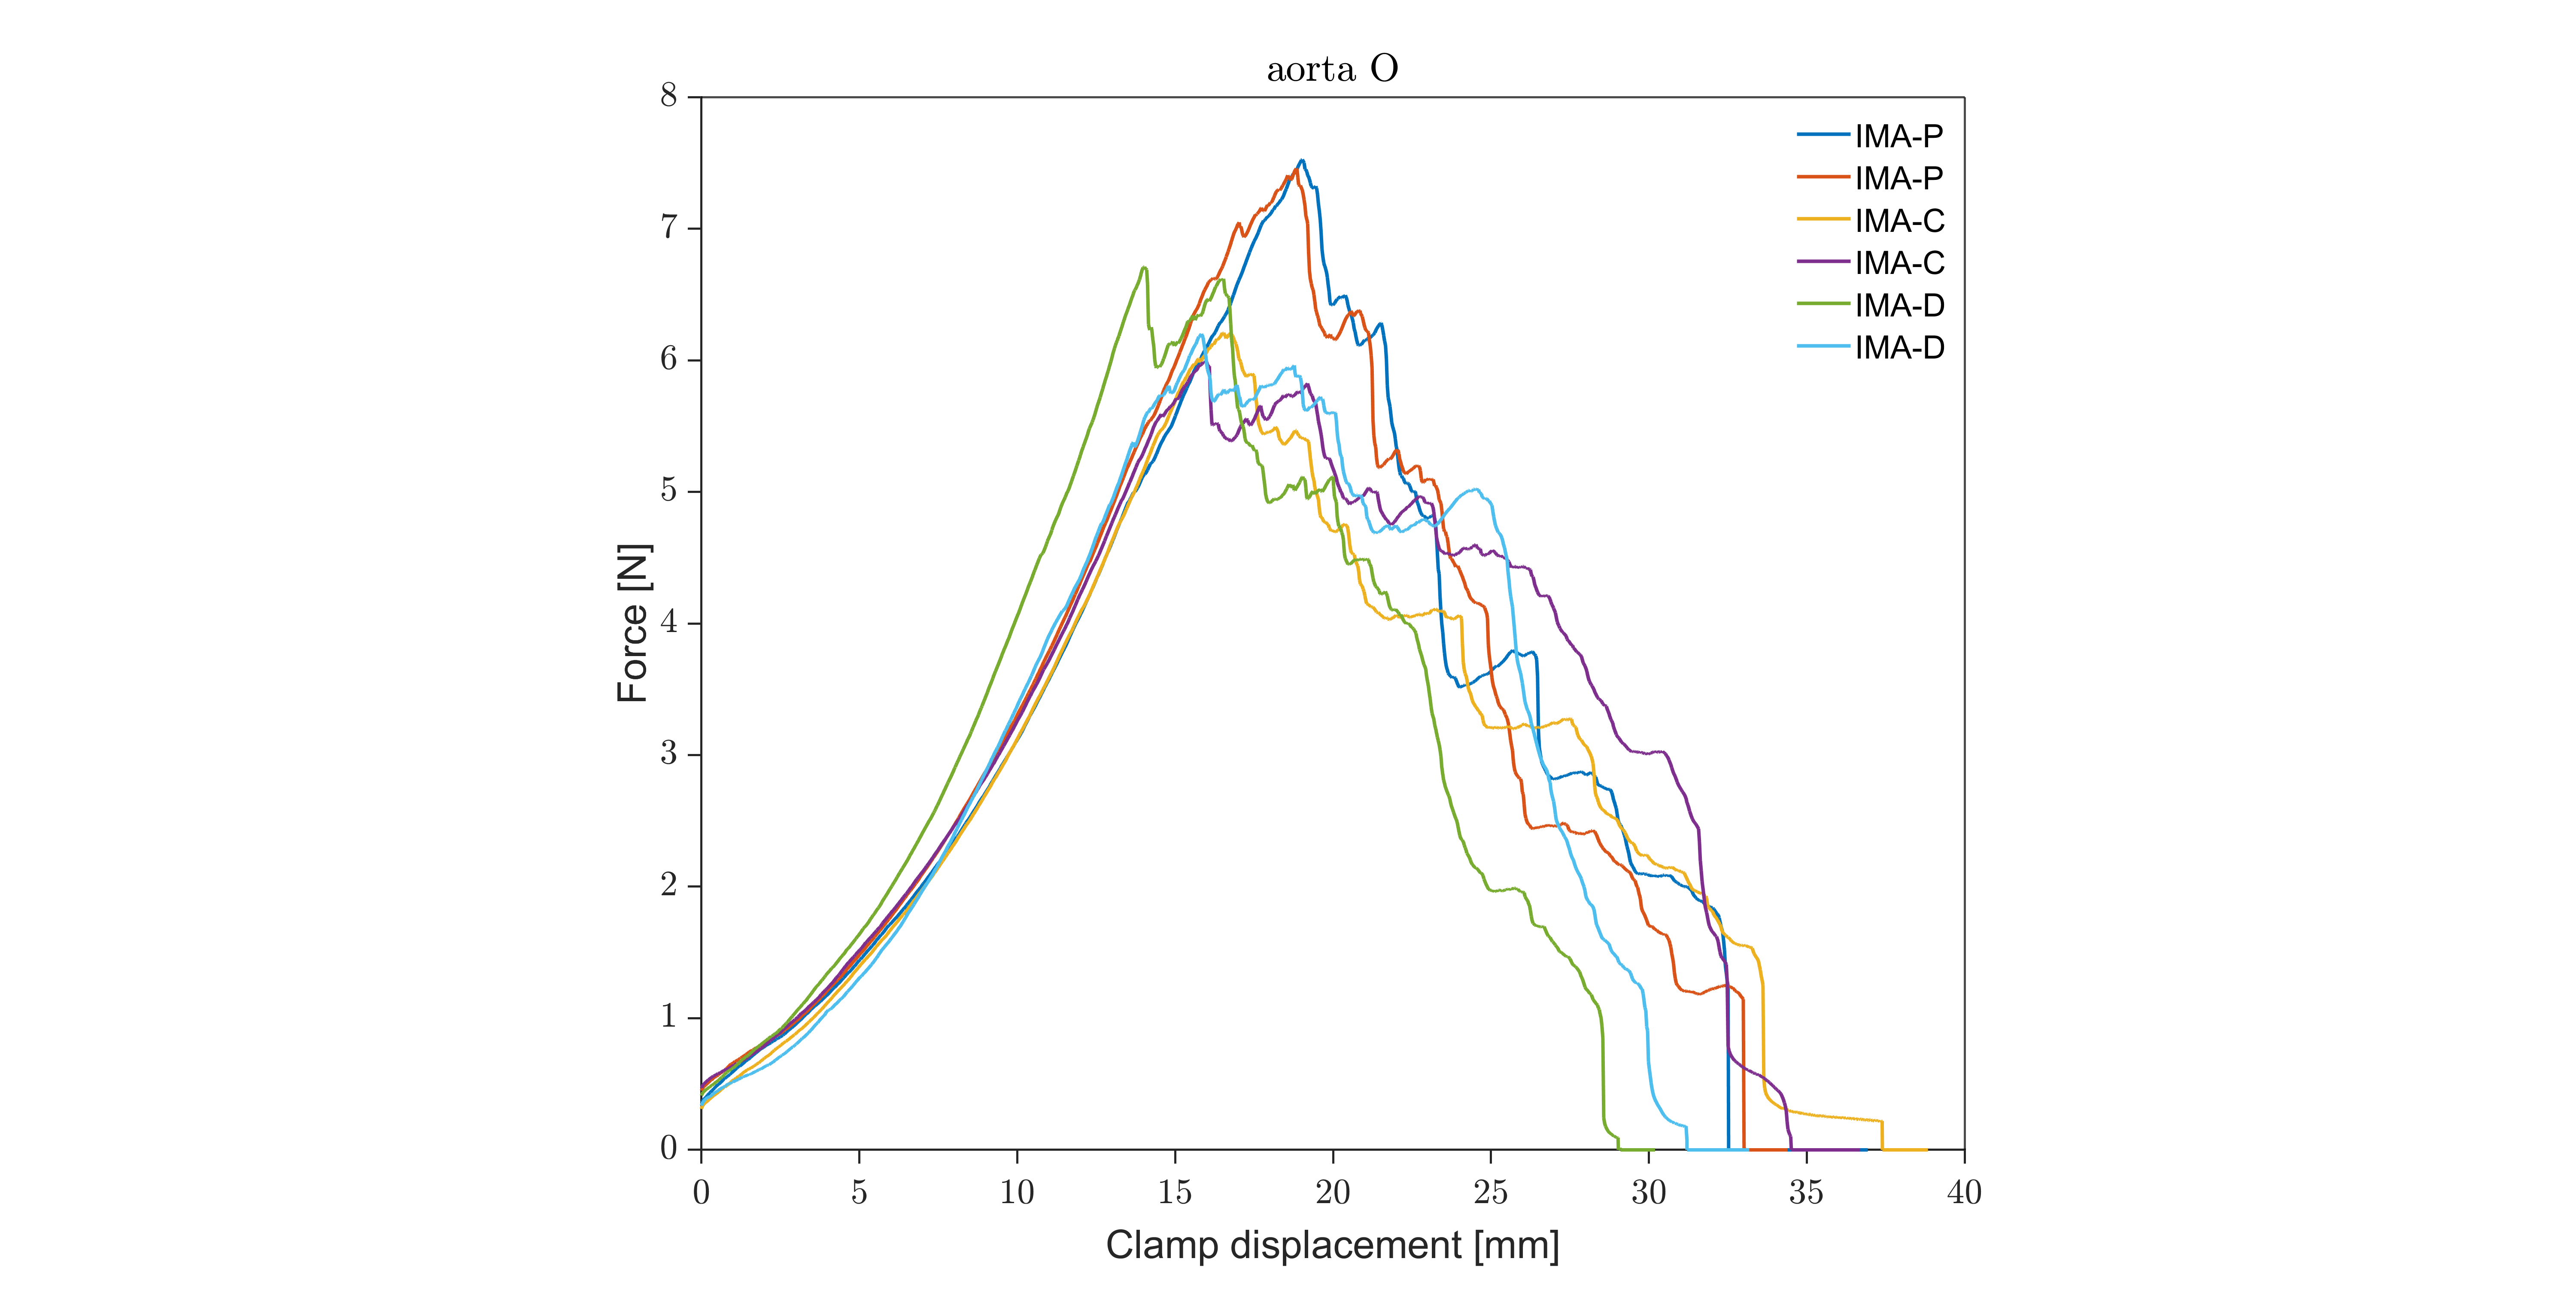 aorta O
8
7
6
5
4
3
2
1
0
Force [N]
IMA-P
IMA-P
IMA-C
IMA-C
IMA-D
IMA-D
0 5 10 15 20 25 30 35 40
Clamp displacement [mm]